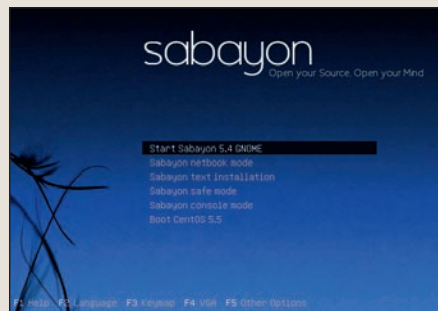 sabayon
Open your Source, Open your Mind
Start Sabayon 5.4 GNOME
Sabayon netbook mode
Sabayon text installation
Sabayon safe mode
Sabayon console mode
Boot CentOS 5.5
F1 Help F2 Language F3 Keymap F4 VGA F5 Other Options